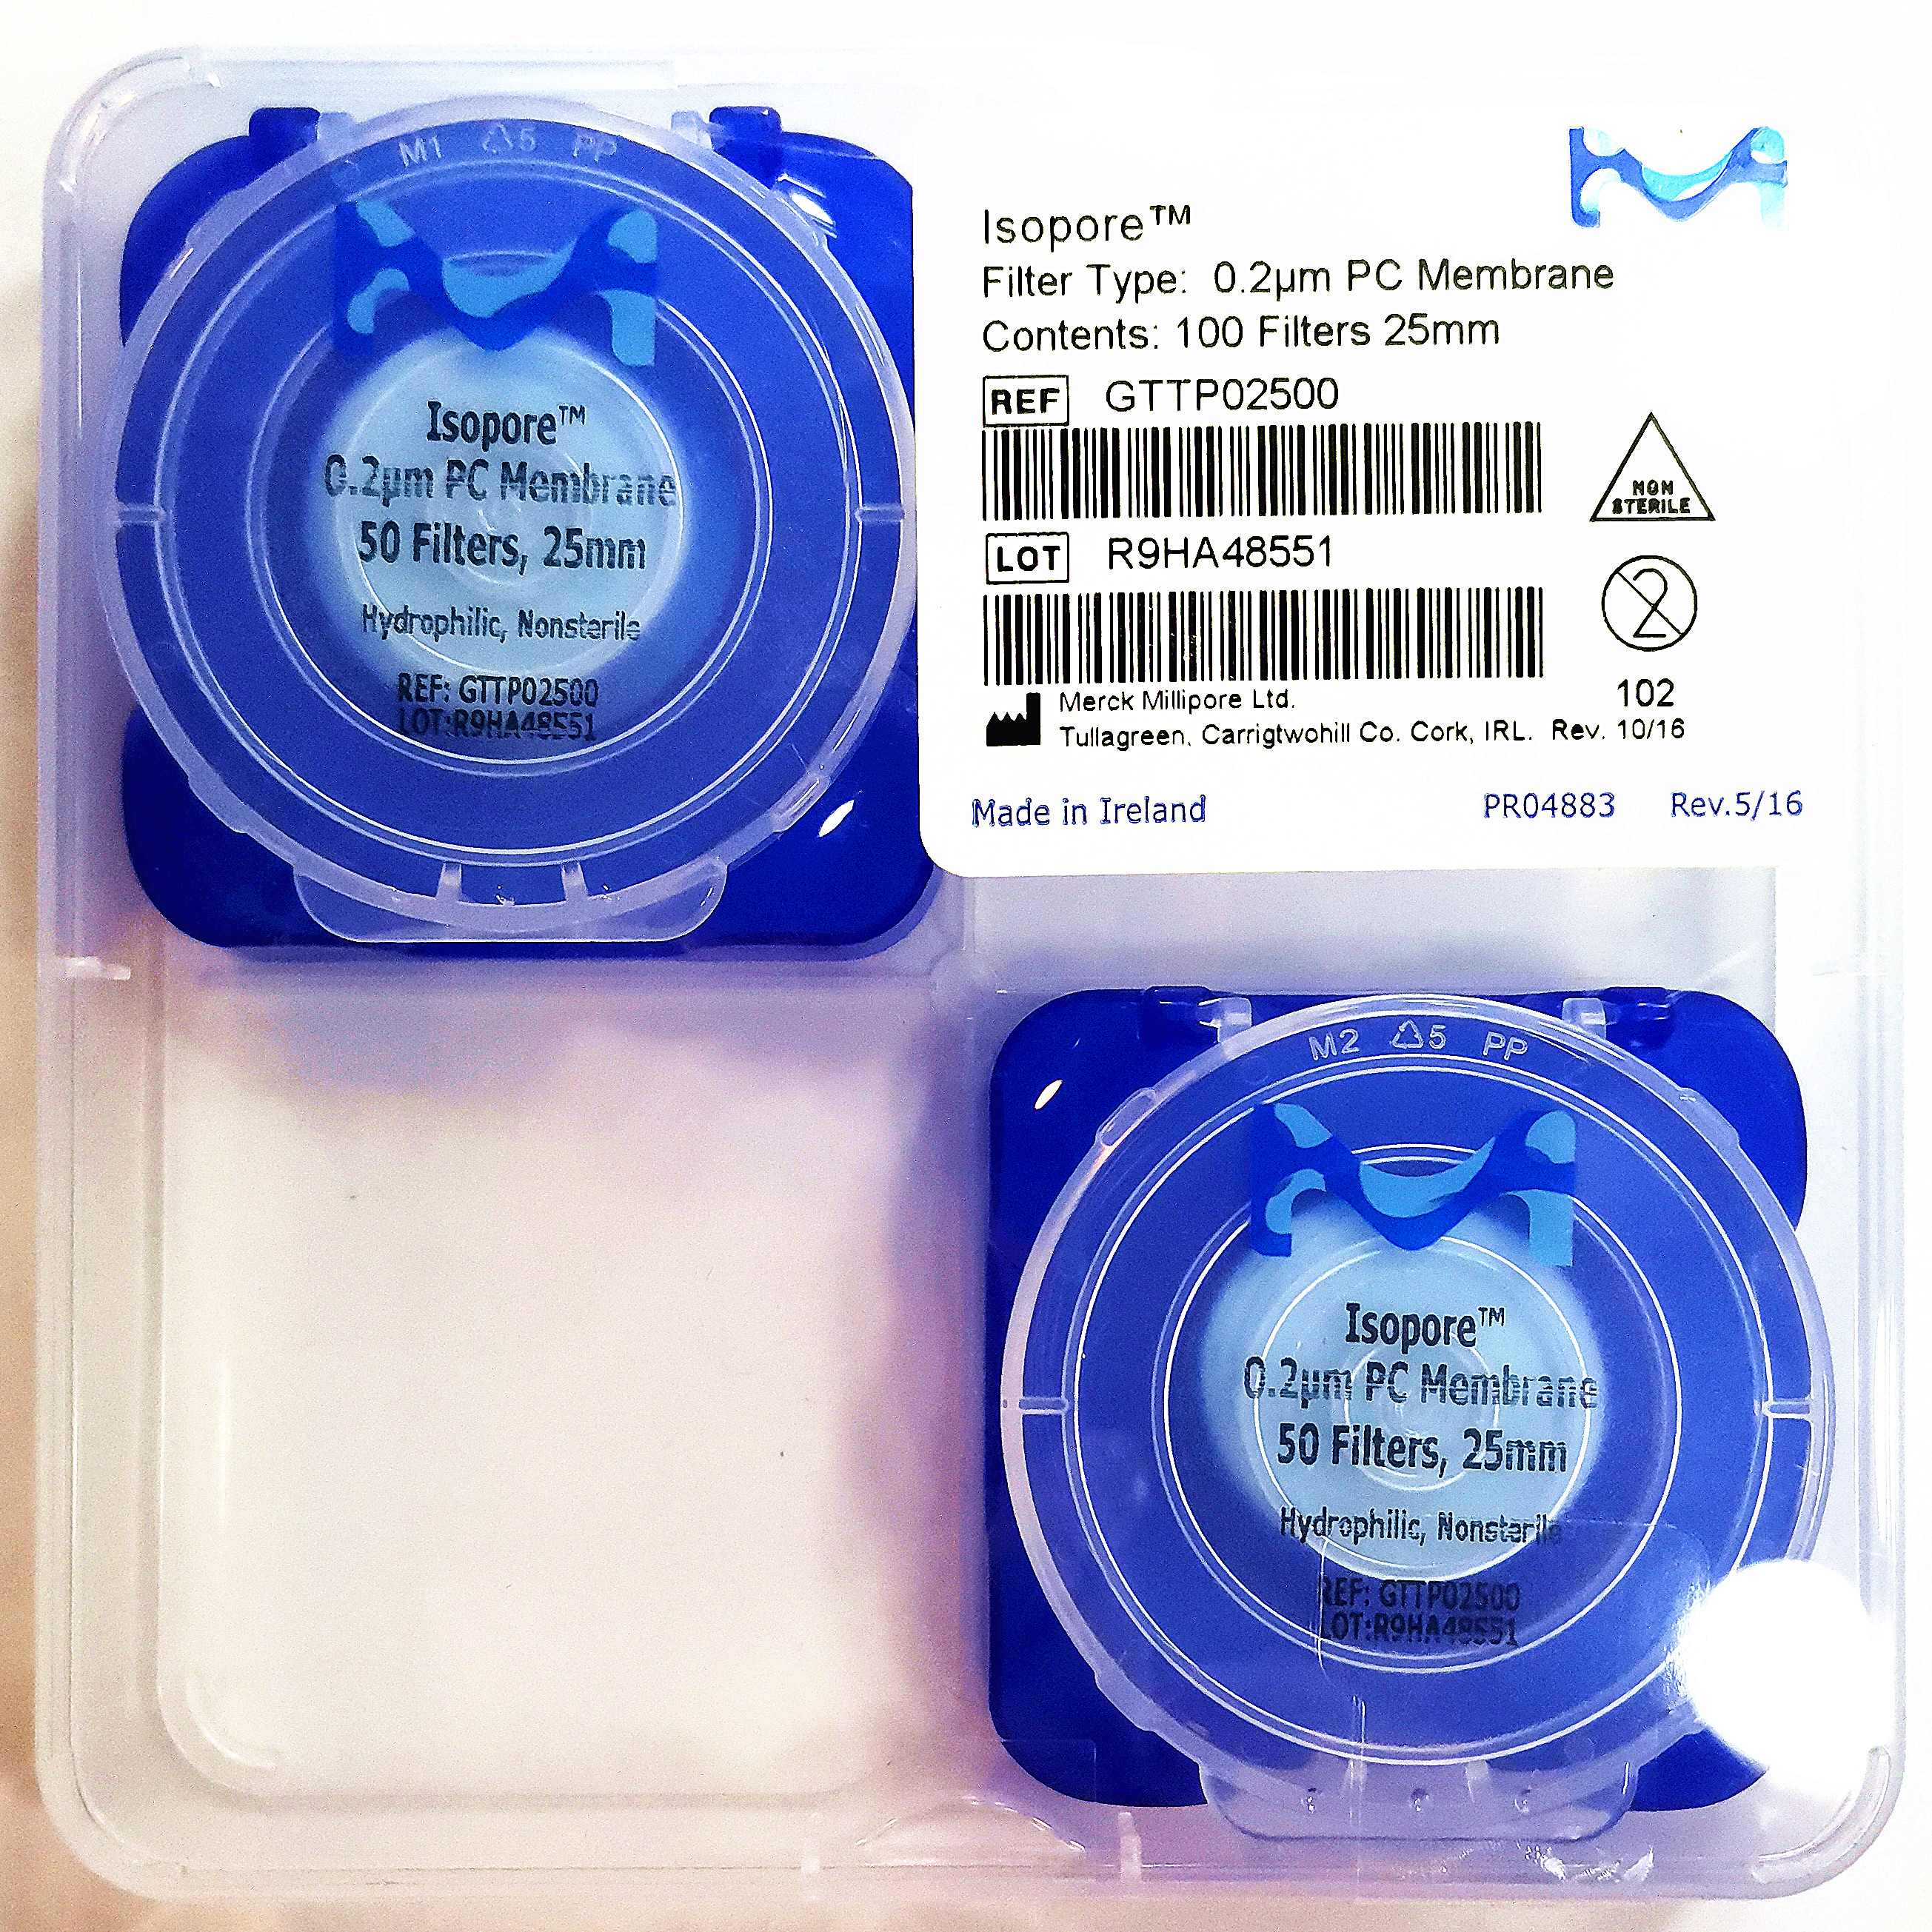 M1 5 PP
Isopore™
0.2µm PC Membrane
50 Filters, 25mm
Hydrophilic, Nonsterile
REF: GTTP02500
LOT:R9HA48551
Isopore™
Filter Type: 0.2µm PC Membrane
Contents: 100 Filters 25mm
REF GTTP02500
NON
STERILE
LOT R9HA48551
2
102
Merck Millipore Ltd.
Tullagreen, Carrigtwohill Co. Cork, IRL. Rev. 10/16
Made in Ireland PR04883 Rev.5/16
M2 5 PP
Isopore™
0.2µm PC Membrane
50 Filters, 25mm
Hydrophilic, Nonsterile
REF: GTTP02500
LOT:R9HA48551